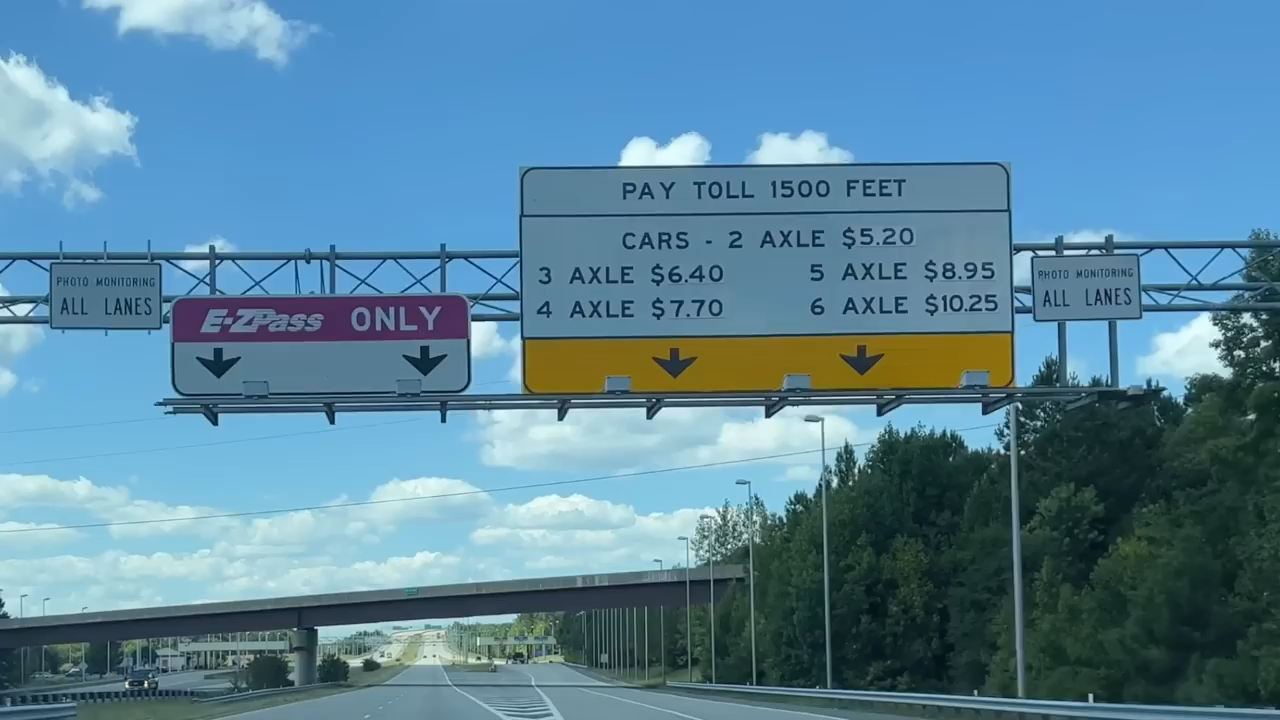 PHOTO MONITORING
ALL LANES
E-ZPass ONLY
PAY TOLL 1500 FEET
CARS - 2 AXLE $5.20
3 AXLE $6.40 5 AXLE $8.95
4 AXLE $7.70 6 AXLE $10.25
PHOTO MONITORING
ALL LANES